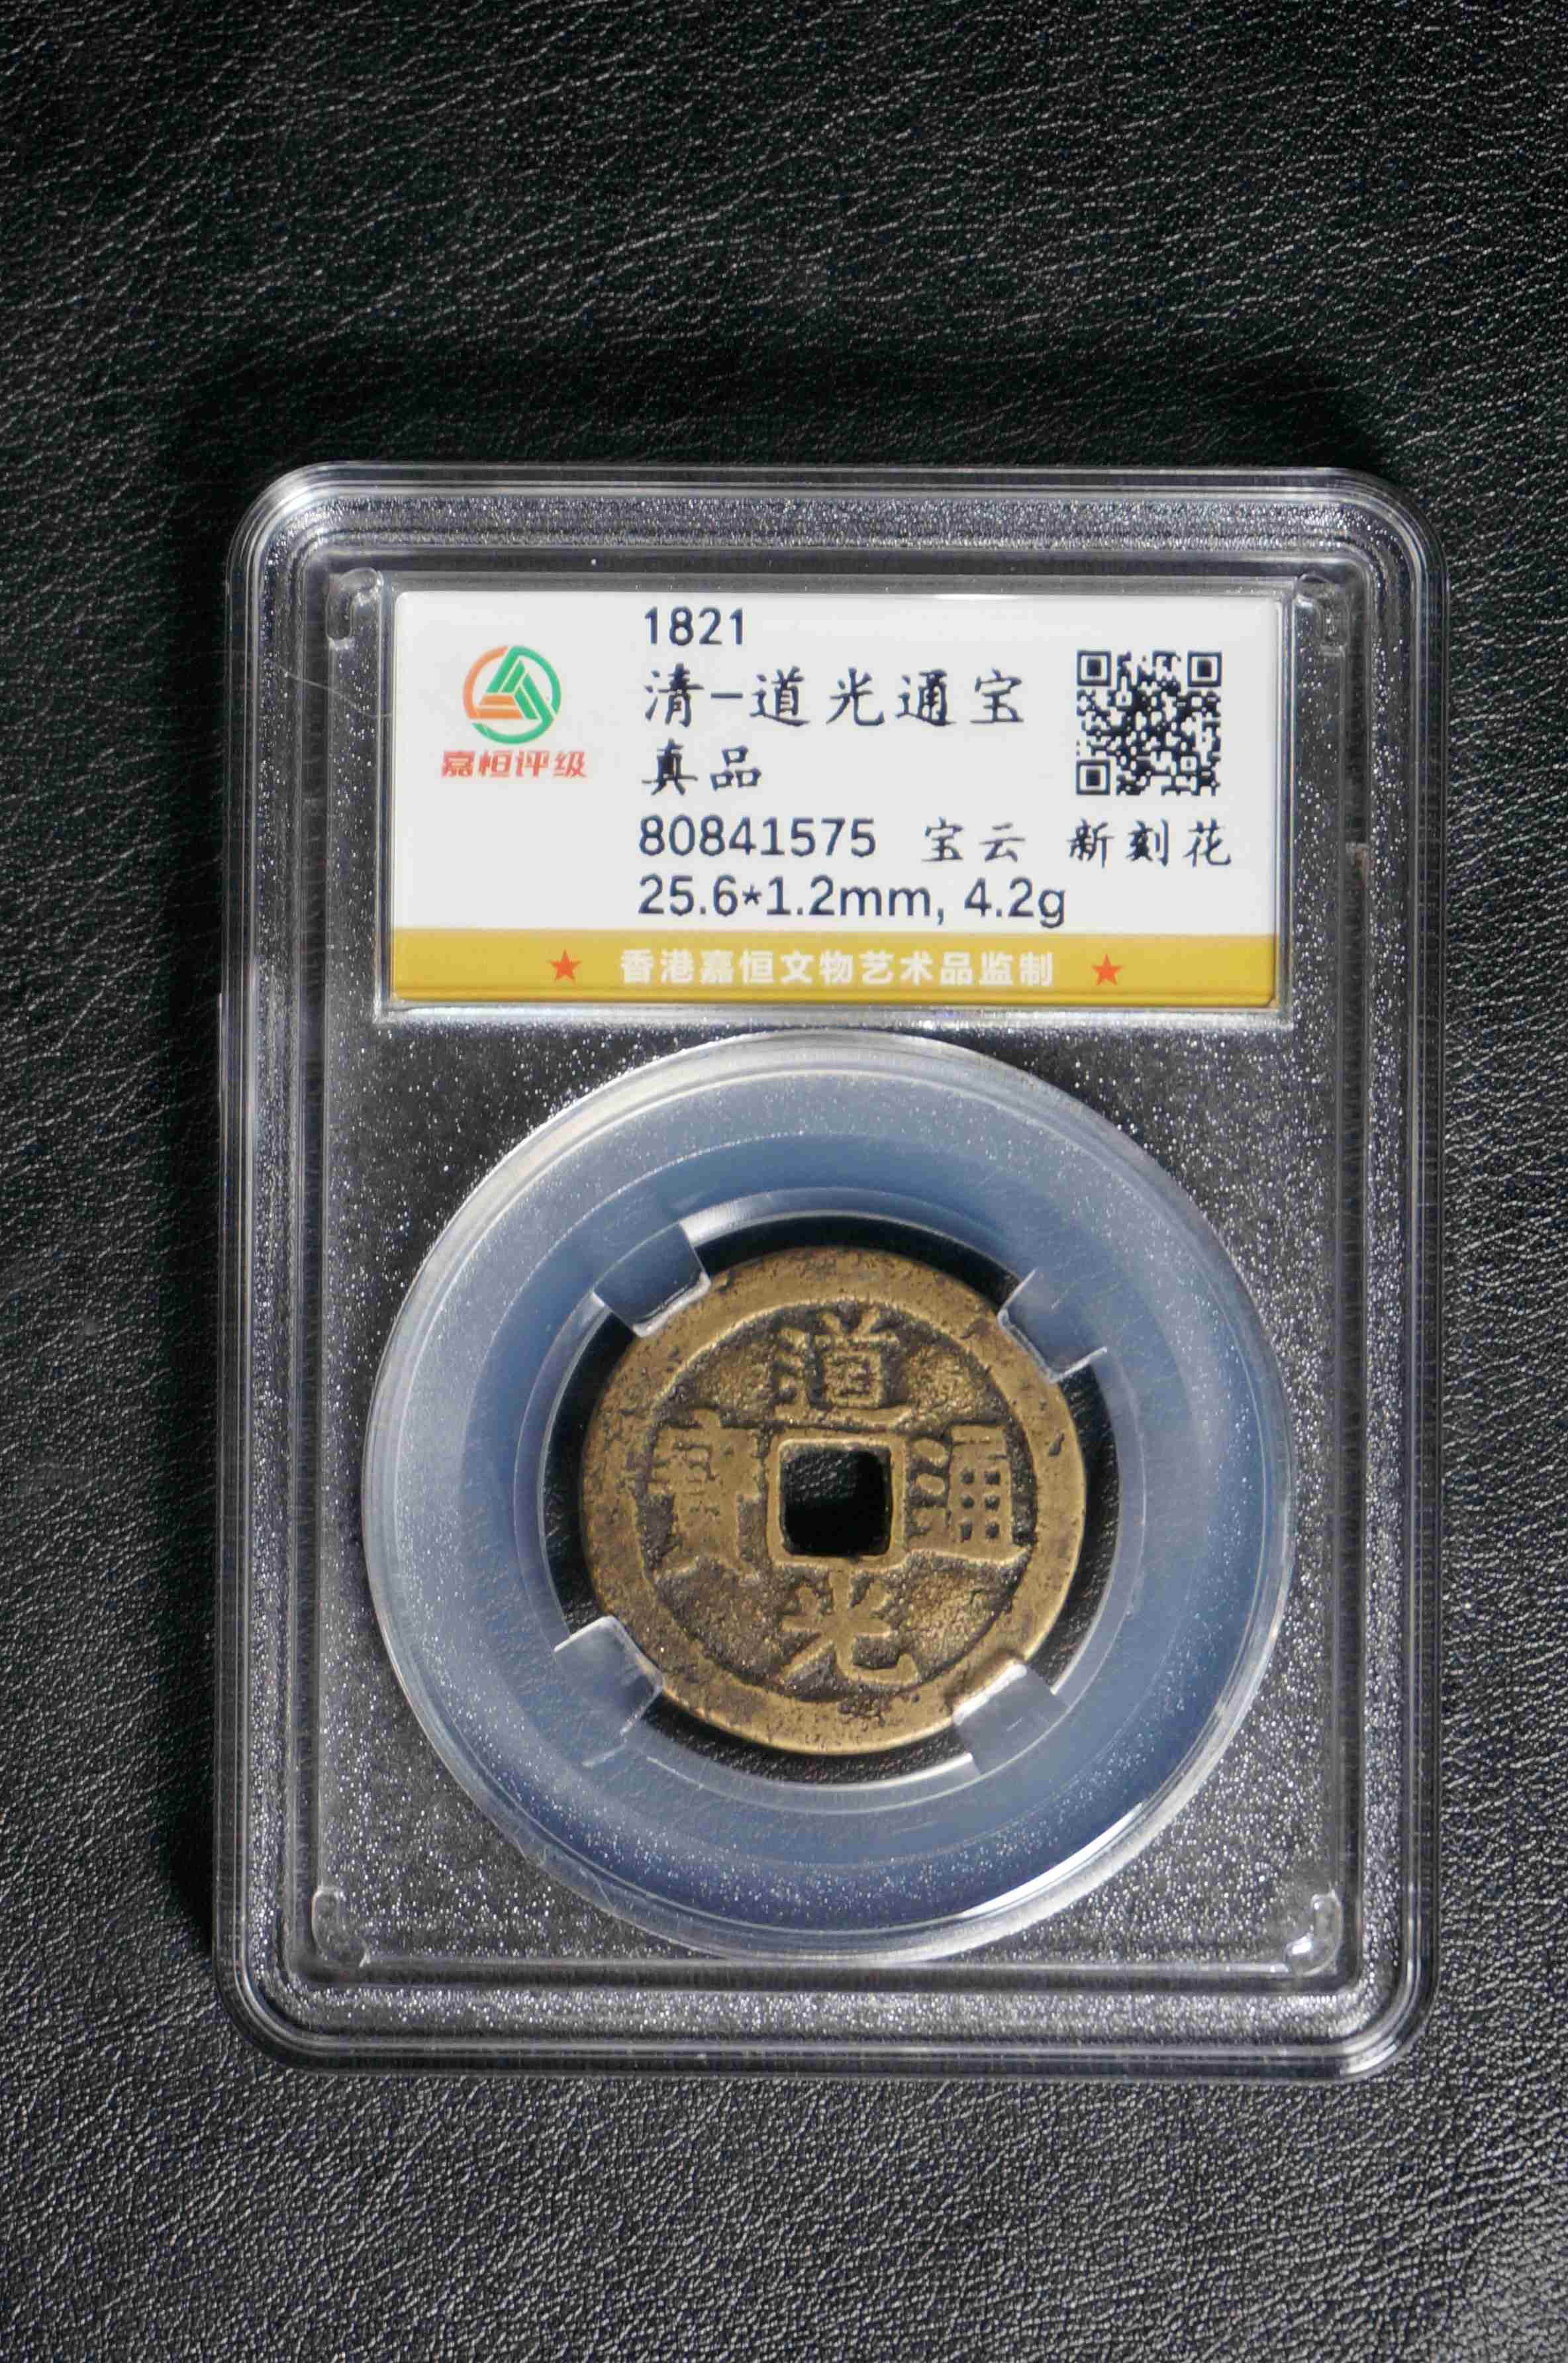 嘉恒评级
1821
清-道光通宝
真品
80841575 宝云 新刻花
25.6*1.2mm, 4.2g
★ 香港嘉恒文物艺术品监制 ★
道
光
通
寶